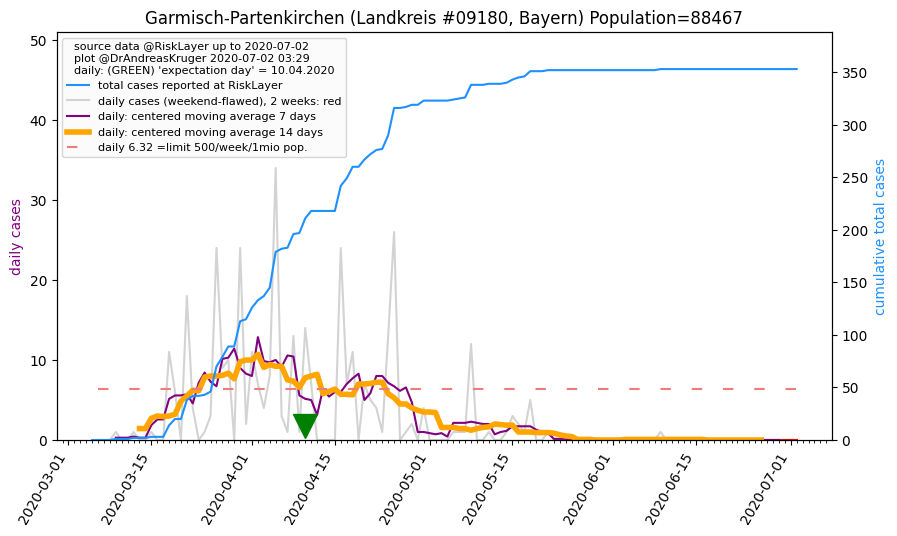 Garmisch-Partenkirchen (Landkreis #09180, Bayern) Population=88467
source data @RiskLayer up to 2020-07-02
plot @DrAndreasKruger 2020-07-02 03:29
daily: (GREEN) 'expectation day' = 10.04.2020
total cases reported at RiskLayer
daily cases (weekend-flawed), 2 weeks: red
daily: centered moving average 7 days
daily: centered moving average 14 days
daily 6.32 =limit 500/week/1mio pop.
daily cases
50
40
30
20
10
0
cumulative total cases
350
300
250
200
150
100
50
0
2020-03-01
2020-03-15
2020-04-01
2020-04-15
2020-05-01
2020-05-15
2020-06-01
2020-06-15
2020-07-01